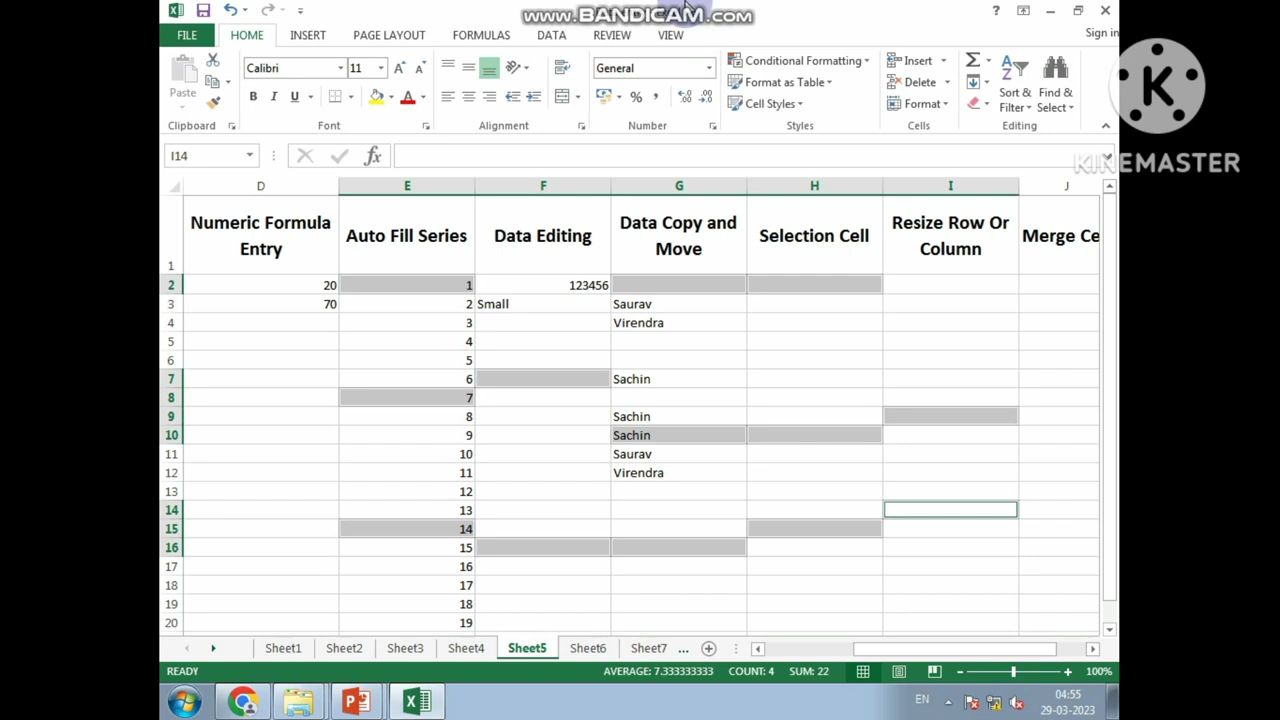 www.BANDICAM.com
?
Sign in
FILE HOME INSERT PAGE LAYOUT FORMULAS DATA REVIEW VIEW
K
KINEMASTER
Paste
Calibri 11
B I U
General
% ,
Conditional Formatting
Format as Table
Cell Styles
Insert
Delete
Format
Sort & Filter
Find & Select
Clipboard Font Alignment Number Styles Cells Editing
I14 fx
D E F G H I J
1 Numeric Formula Entry Auto Fill Series Data Editing Data Copy and Move Selection Cell Resize Row Or Column Merge Ce
2 20 1 123456
3 70 2 Small Saurav
4 3 Virendra
5 4
6 5
7 6 Sachin
8 7
9 8 Sachin
10 9 Sachin
11 10 Saurav
12 11 Virendra
13 12
14 13
15 14
16 15
17 16
18 17
19 18
20 19
Sheet1 Sheet2 Sheet3 Sheet4 Sheet5 Sheet6 Sheet7 ...
READY AVERAGE: 7.333333333 COUNT: 4 SUM: 22 100%
EN 04:55
29-03-2023